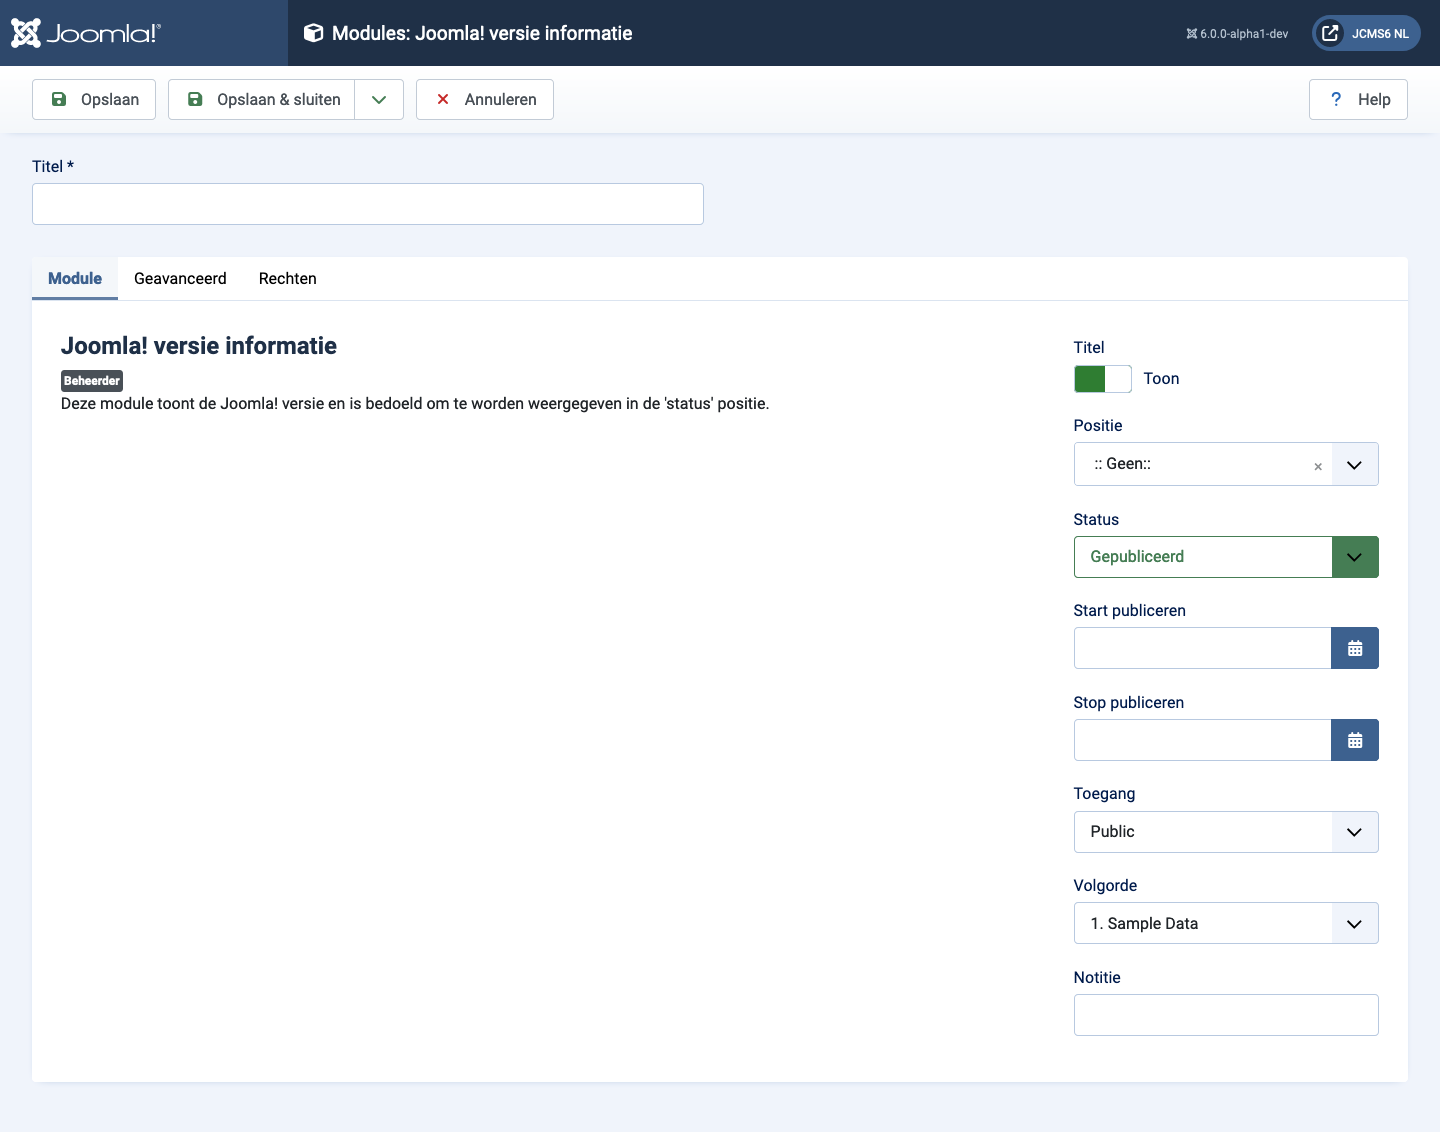 Joomla!®
Modules: Joomla! versie informatie
6.0.0-alpha1-dev
JCMS6 NL
Opslaan
Opslaan & sluiten
Annuleren
? Help
Titel *
Module
Geavanceerd
Rechten
Joomla! versie informatie
Beheerder
Deze module toont de Joomla! versie en is bedoeld om te worden weergegeven in de 'status' positie.
Titel
Toon
Positie
:: Geen::
×
Status
Gepubliceerd
Start publiceren
Stop publiceren
Toegang
Public
Volgorde
1. Sample Data
Notitie